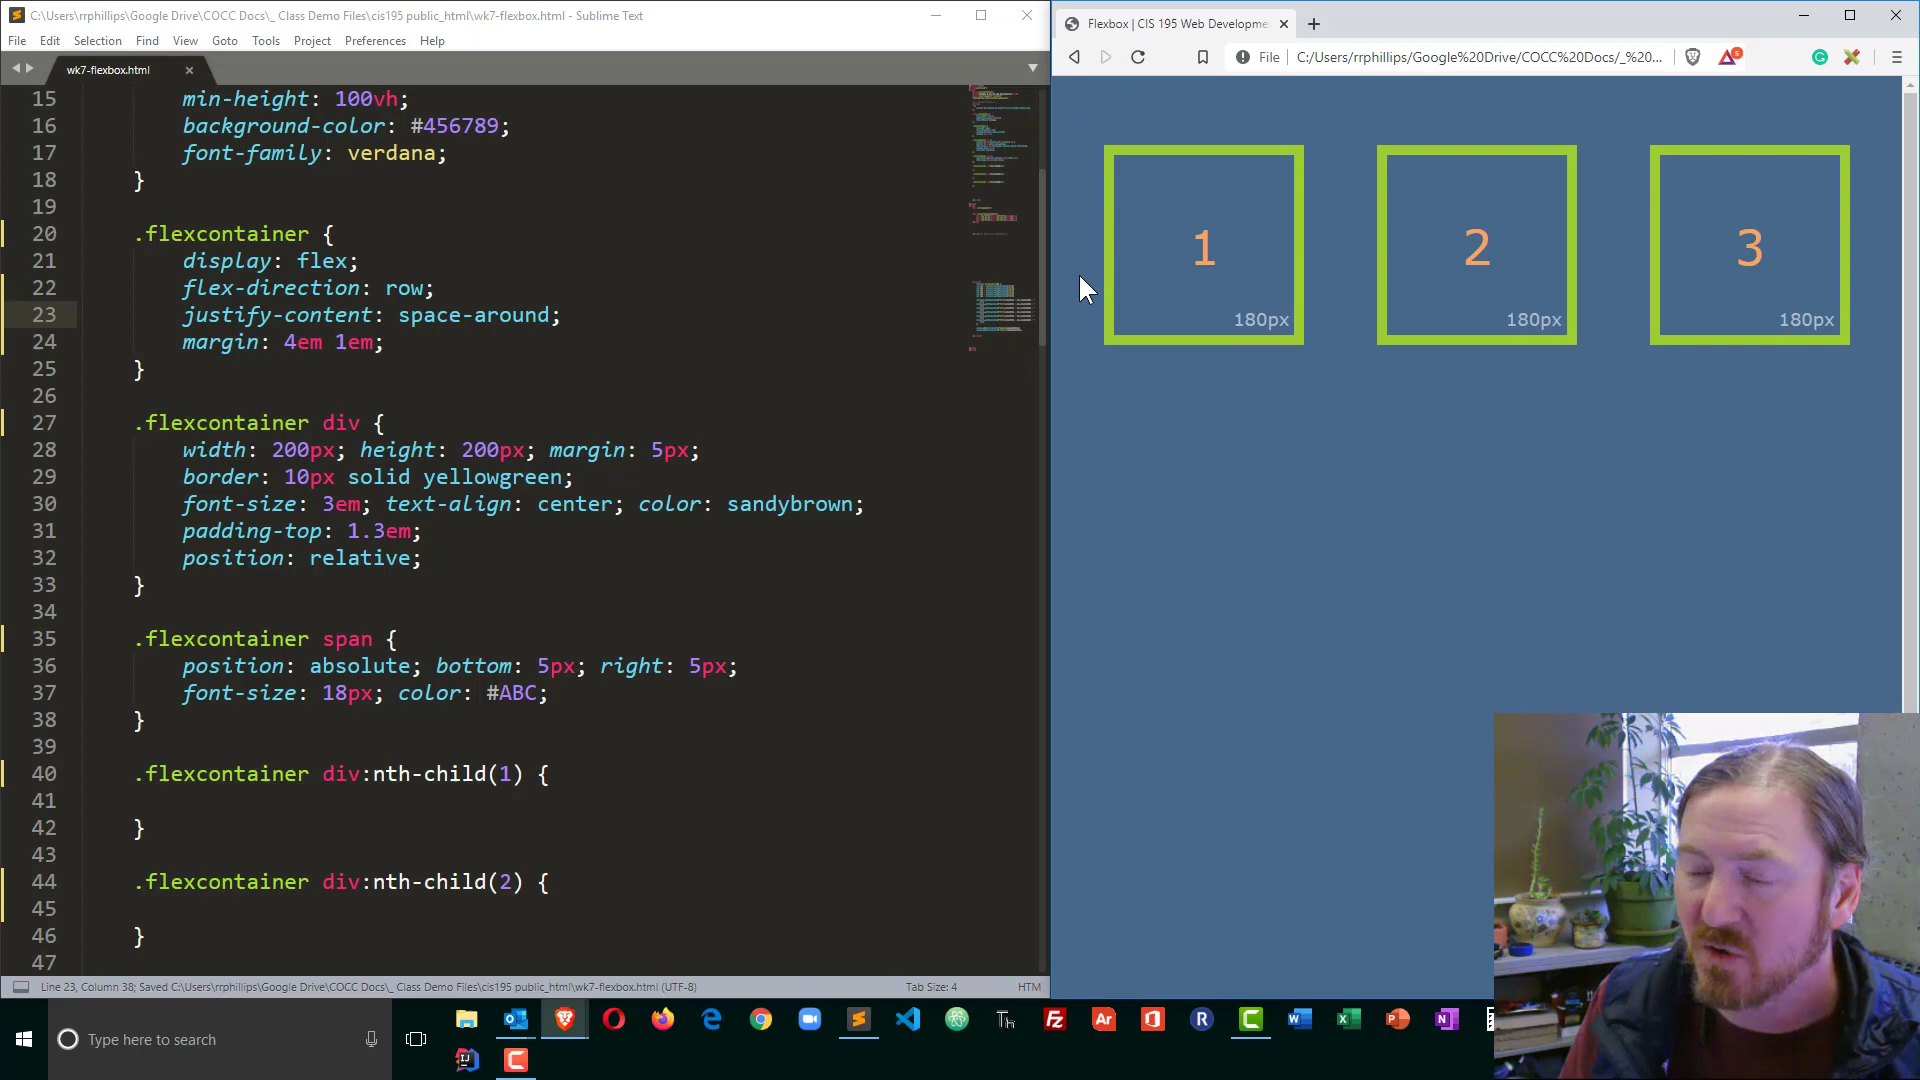 C:\Users\rrphillips\Google Drive\COCC Docs\_ Class Demo Files\cis195 public_html\wk7-flexbox.html - Sublime Text
File Edit Selection Find View Goto Tools Project Preferences Help
wk7-flexbox.html
15 min-height: 100vh;
16 background-color: #456789;
17 font-family: verdana;
18 }
19
20 .flexcontainer {
21 display: flex;
22 flex-direction: row;
23 justify-content: space-around;
24 margin: 4em 1em;
25 }
26
27 .flexcontainer div {
28 width: 200px; height: 200px; margin: 5px;
29 border: 10px solid yellowgreen;
30 font-size: 3em; text-align: center; color: sandybrown;
31 padding-top: 1.3em;
32 position: relative;
33 }
34
35 .flexcontainer span {
36 position: absolute; bottom: 5px; right: 5px;
37 font-size: 18px; color: #ABC;
38 }
39
40 .flexcontainer div:nth-child(1) {
41
42 }
43
44 .flexcontainer div:nth-child(2) {
45
46 }
47
Line 23, Column 38; Saved C:\Users\rrphillips\Google Drive\COCC Docs\_ Class Demo Files\cis195 public_html\wk7-flexbox.html (UTF-8) Tab Size: 4 HTM
Flexbox | CIS 195 Web Developme
File C:/Users/rrphillips/Google%20Drive/COCC%20Docs/_%20...
5
1 2 3
180px 180px 180px
Type here to search